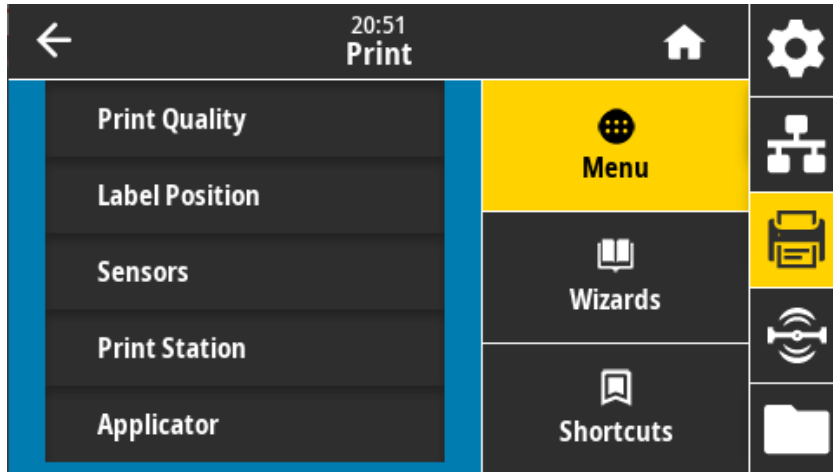 20:51
Print
Print Quality
Label Position
Sensors
Print Station
Applicator
Menu
Wizards
Shortcuts